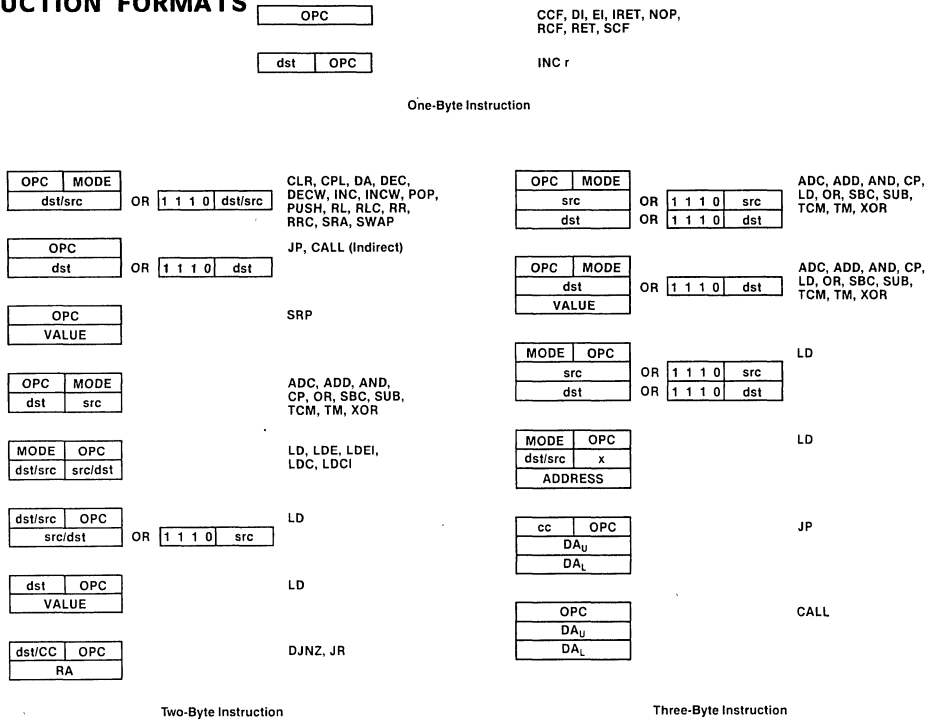 UCTION FORMATS
OPC
CCF, DI, EI, IRET, NOP,
RCF, RET, SCF
dst OPC
INC r
One-Byte Instruction
OPC MODE
dst/src OR 1 1 1 0 dst/src
CLR, CPL, DA, DEC,
DECW, INC, INCW, POP,
PUSH, RL, RLC, RR,
RRC, SRA, SWAP
OPC
dst OR 1 1 1 0 dst
JP, CALL (Indirect)
OPC
VALUE
SRP
OPC MODE
dst src
ADC, ADD, AND,
CP, OR, SBC, SUB,
TCM, TM, XOR
MODE OPC
dst/src src/dst
LD, LDE, LDEI,
LDC, LDCI
dst/src OPC
src/dst OR 1 1 1 0 src
LD
dst OPC
VALUE
LD
dst/CC OPC
RA
DJNZ, JR
Two-Byte Instruction
OPC MODE
src OR 1 1 1 0 src
dst OR 1 1 1 0 dst
ADC, ADD, AND, CP,
LD, OR, SBC, SUB,
TCM, TM, XOR
OPC MODE
dst OR 1 1 1 0 dst
VALUE
ADC, ADD, AND, CP,
LD, OR, SBC, SUB,
TCM, TM, XOR
MODE OPC
src OR 1 1 1 0 src
dst OR 1 1 1 0 dst
LD
MODE OPC
dst/src x
ADDRESS
LD
cc OPC
DAU
DAL
JP
OPC
DAU
DAL
CALL
Three-Byte Instruction